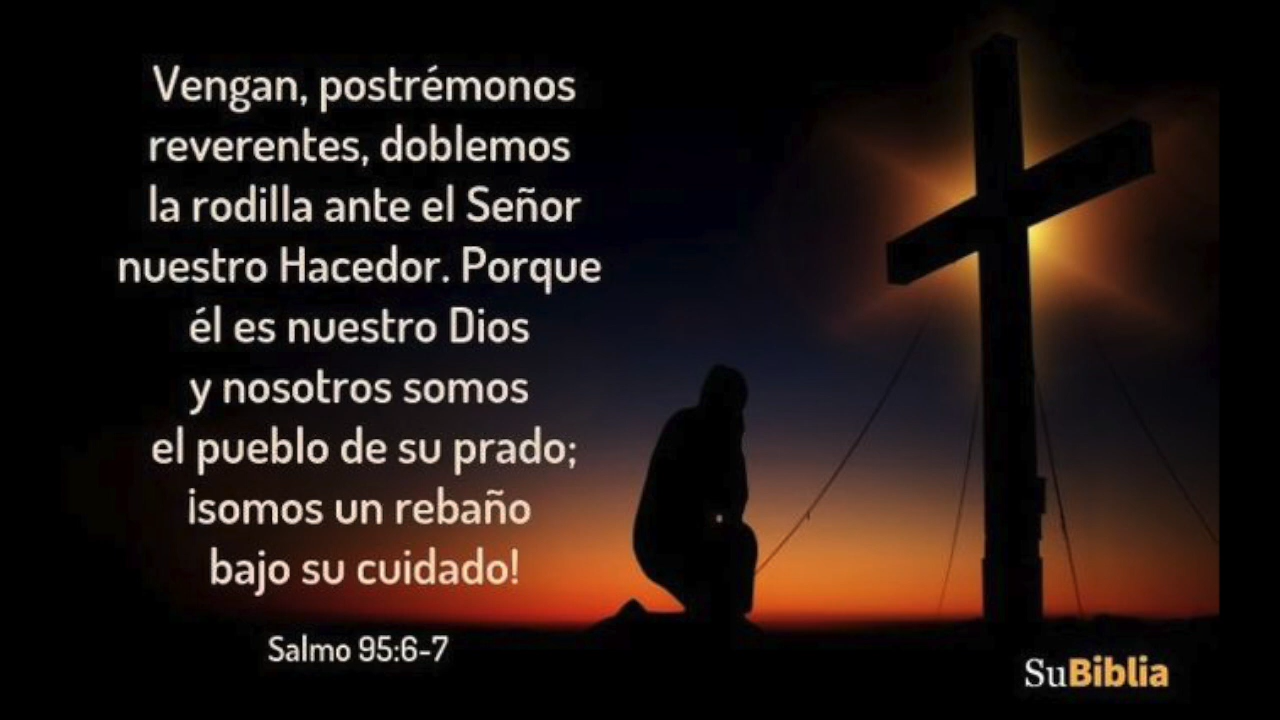 Vengan, postrémonos
reverentes, doblemos
la rodilla ante el Señor
nuestro Hacedor. Porque
él es nuestro Dios
y nosotros somos
el pueblo de su prado;
¡somos un rebaño
bajo su cuidado!
Salmo 95:6-7
SuBiblia